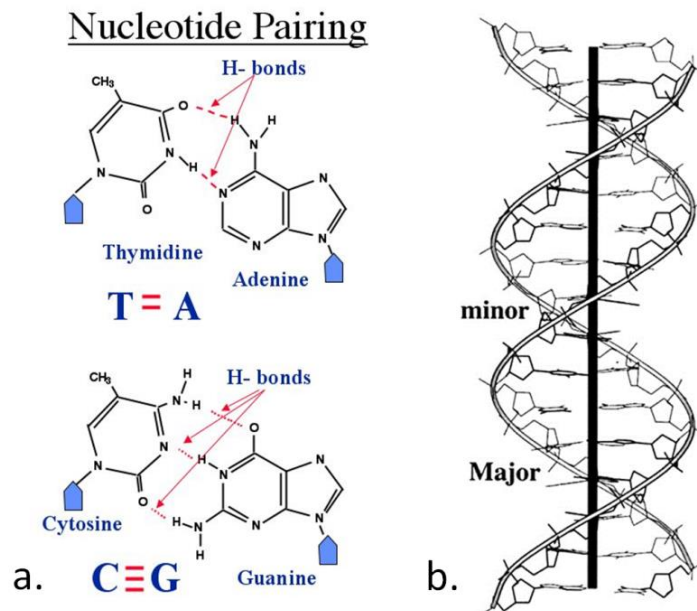 Nucleotide Pairing
H- bonds
CH₃
O
H
H
N
N
H
N
N
N
O
N
N
Thymidine
Adenine
T = A
H- bonds
CH₃
H
N
H
O
N
H
N
N
N
O
H
N
N
N
H
Cytosine
Guanine
C≡G
a.
minor
Major
b.